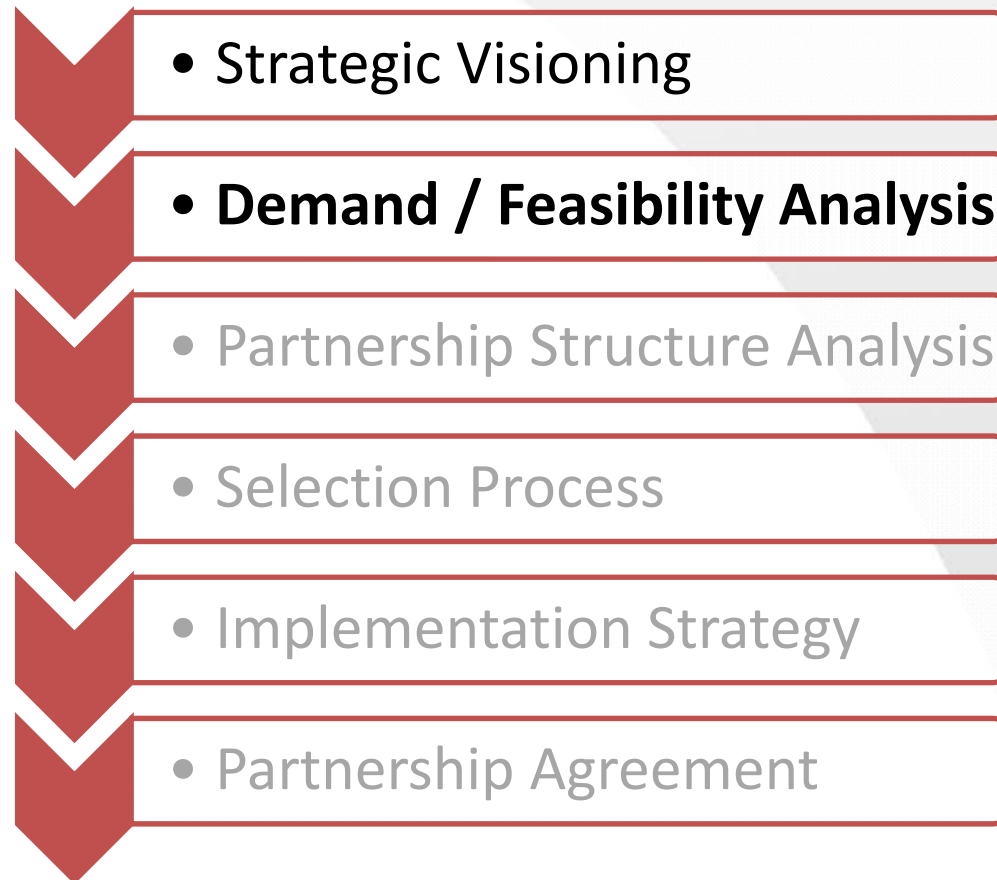 • Strategic Visioning
• Demand / Feasibility Analysis
• Partnership Structure Analysis
• Selection Process
• Implementation Strategy
• Partnership Agreement